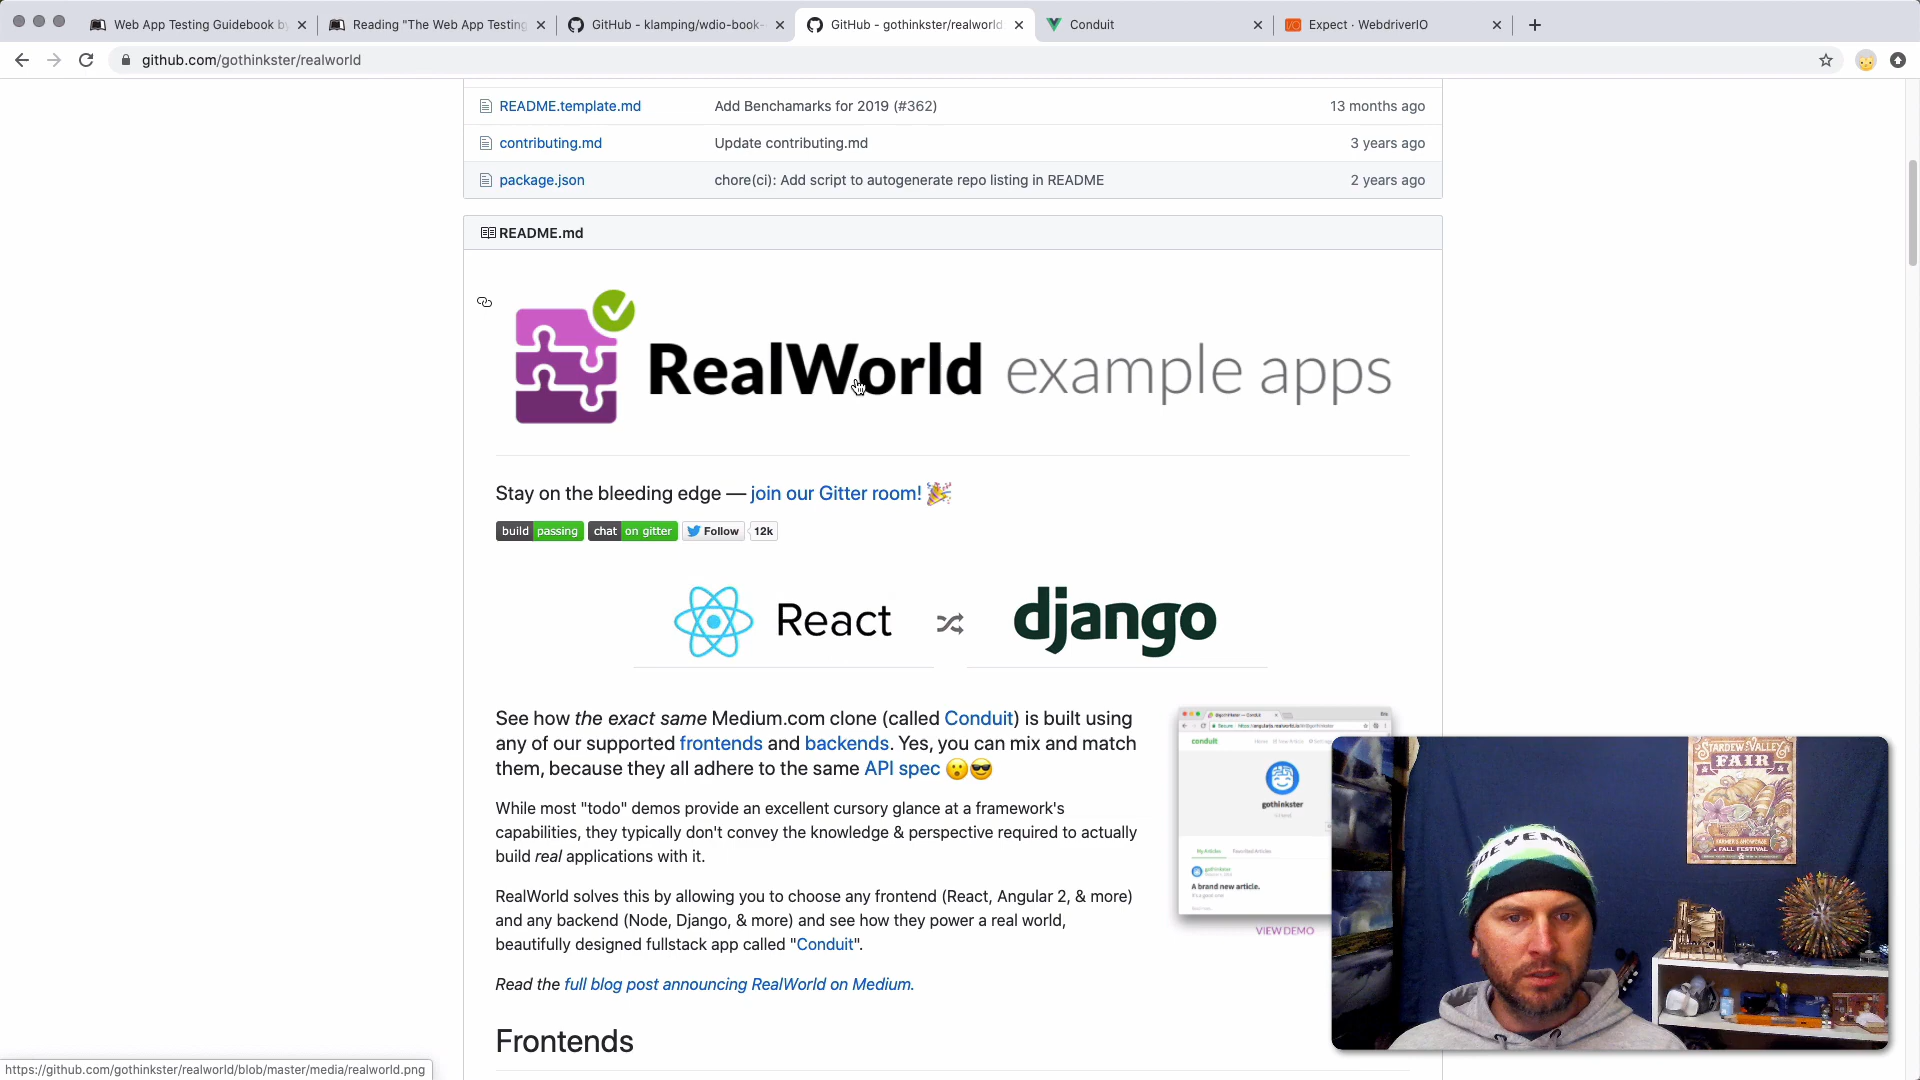 Web App Testing Guidebook by
Reading "The Web App Testing
GitHub - klamping/wdio-book-
GitHub - gothinkster/realworld:
Conduit
Expect · WebdriverIO
github.com/gothinkster/realworld
README.template.md Add Benchamarks for 2019 (#362) 13 months ago
contributing.md Update contributing.md 3 years ago
package.json chore(ci): Add script to autogenerate repo listing in README 2 years ago
README.md
RealWorld example apps
Stay on the bleeding edge — join our Gitter room! 🎉
build passing chat on gitter Follow 12k
React django
See how the exact same Medium.com clone (called Conduit) is built using
any of our supported frontends and backends. Yes, you can mix and match
them, because they all adhere to the same API spec 😮😎
While most "todo" demos provide an excellent cursory glance at a framework's
capabilities, they typically don't convey the knowledge & perspective required to actually
build real applications with it.
RealWorld solves this by allowing you to choose any frontend (React, Angular 2, & more)
and any backend (Node, Django, & more) and see how they power a real world,
beautifully designed fullstack app called "Conduit".
Read the full blog post announcing RealWorld on Medium.
Frontends
conduit
gothinkster
My Articles
gothinkster
A brand new article.
VIEW DEMO
STARDEW VALLEY
FAIR
FALL FESTIVAL
https://github.com/gothinkster/realworld/blob/master/media/realworld.png